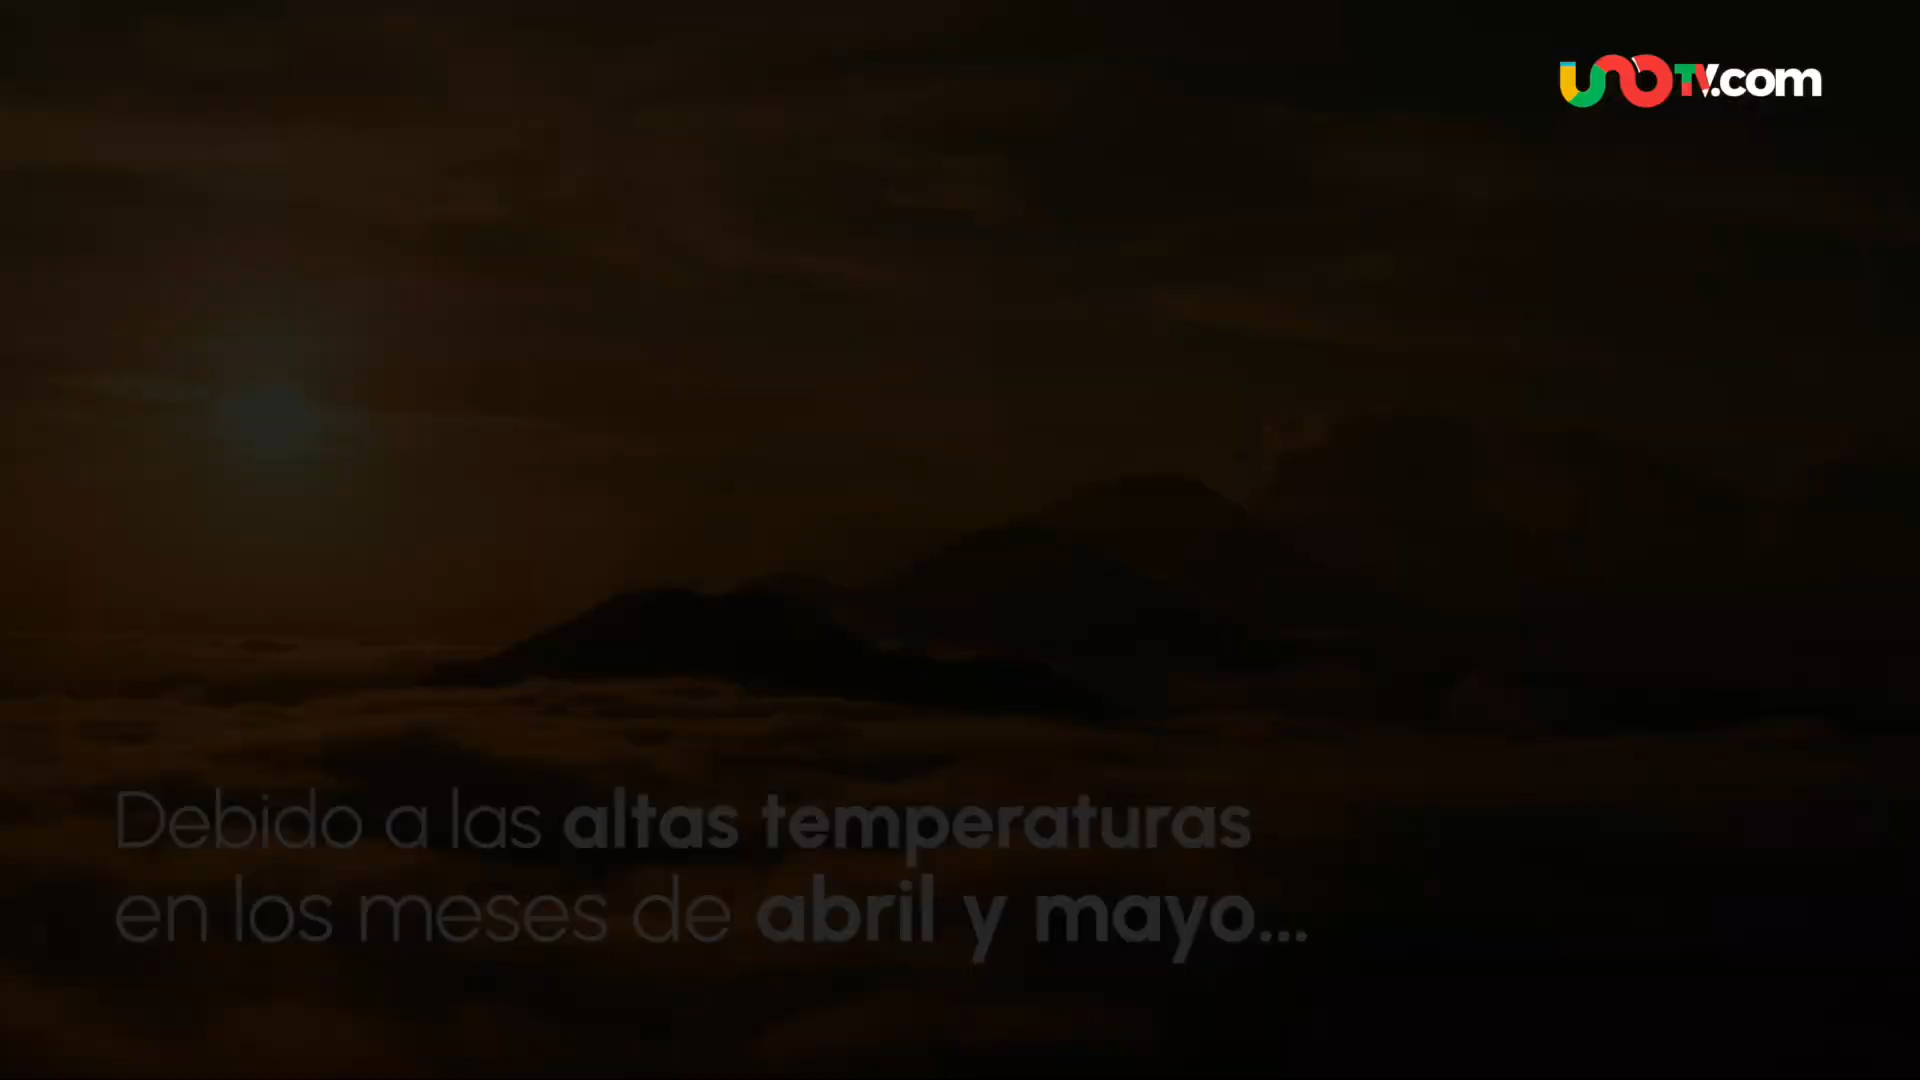 UNOTV.com
Debido a las altas temperaturas
en los meses de abril y mayo...